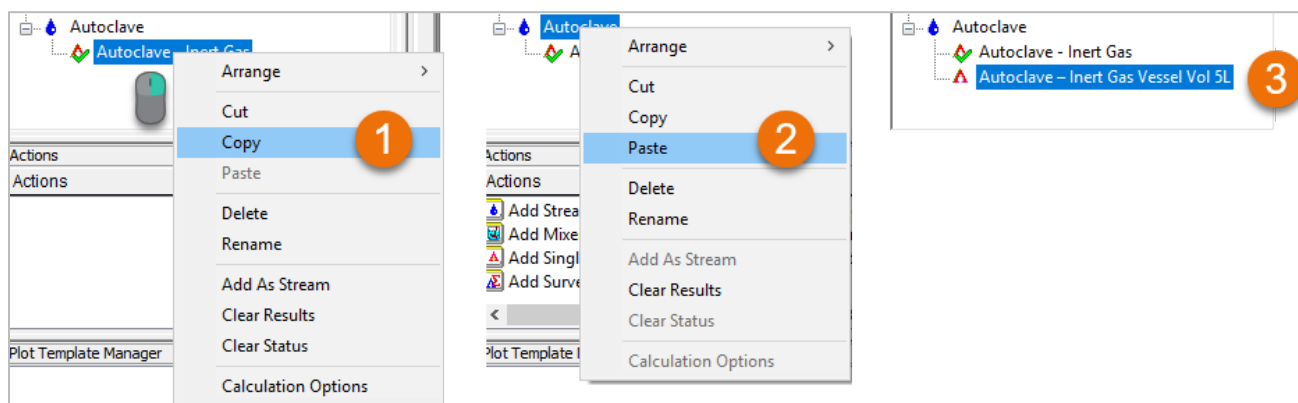 Autoclave
Autoclave - Inert Gas
Arrange
Cut
Copy
1
Paste
Delete
Rename
Add As Stream
Clear Results
Clear Status
Calculation Options
Actions
Actions
Plot Template Manager
Autoclave
A
Arrange
Cut
Copy
Paste
2
Delete
Rename
Add As Stream
Clear Results
Clear Status
Calculation Options
Actions
Actions
Add Strea
Add Mixe
Add Singl
Add Surve
Plot Template
Autoclave
Autoclave - Inert Gas
Autoclave – Inert Gas Vessel Vol 5L
3